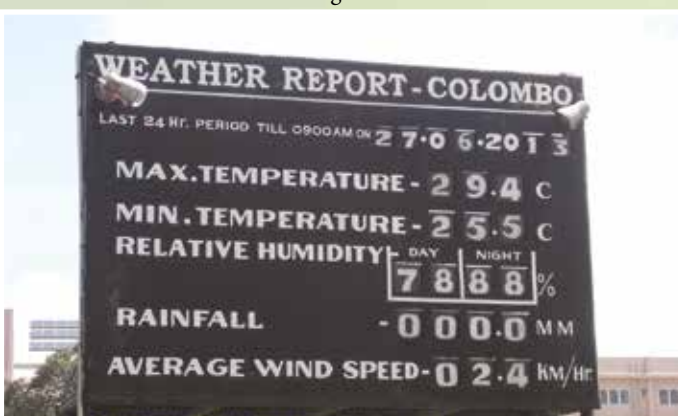 WEATHER REPORT-COLOMBO
LAST 24 Hr. PERIOD TILL 0900AM ON 27.06.2013
MAX.TEMPERATURE - 29.4 C
MIN.TEMPERATURE - 25.5 C
RELATIVE HUMIDITY - DAY NIGHT
78 88 %
RAINFALL - 000.0 MM
AVERAGE WIND SPEED - 02.4 KM/Hr